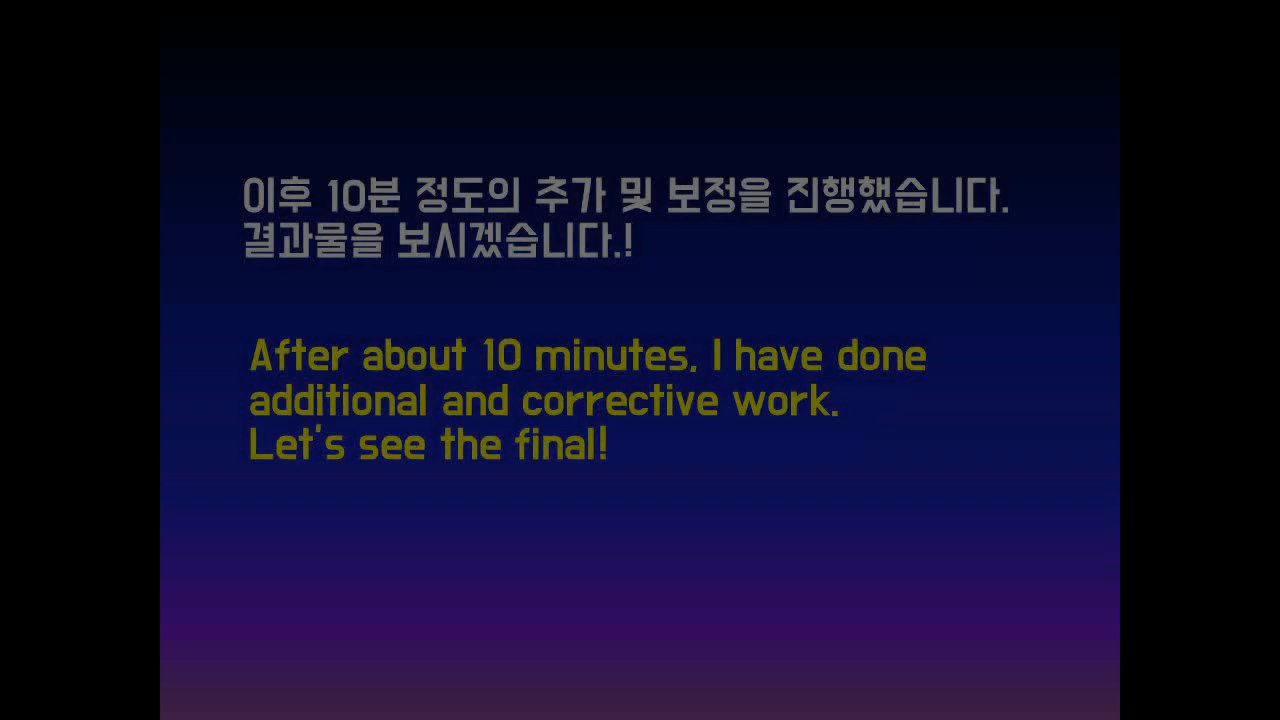 이후 10분 정도의 추가 및 보정을 진행했습니다.
결과물을 보시겠습니다.!
After about 10 minutes, I have done
additional and corrective work.
Let's see the final!